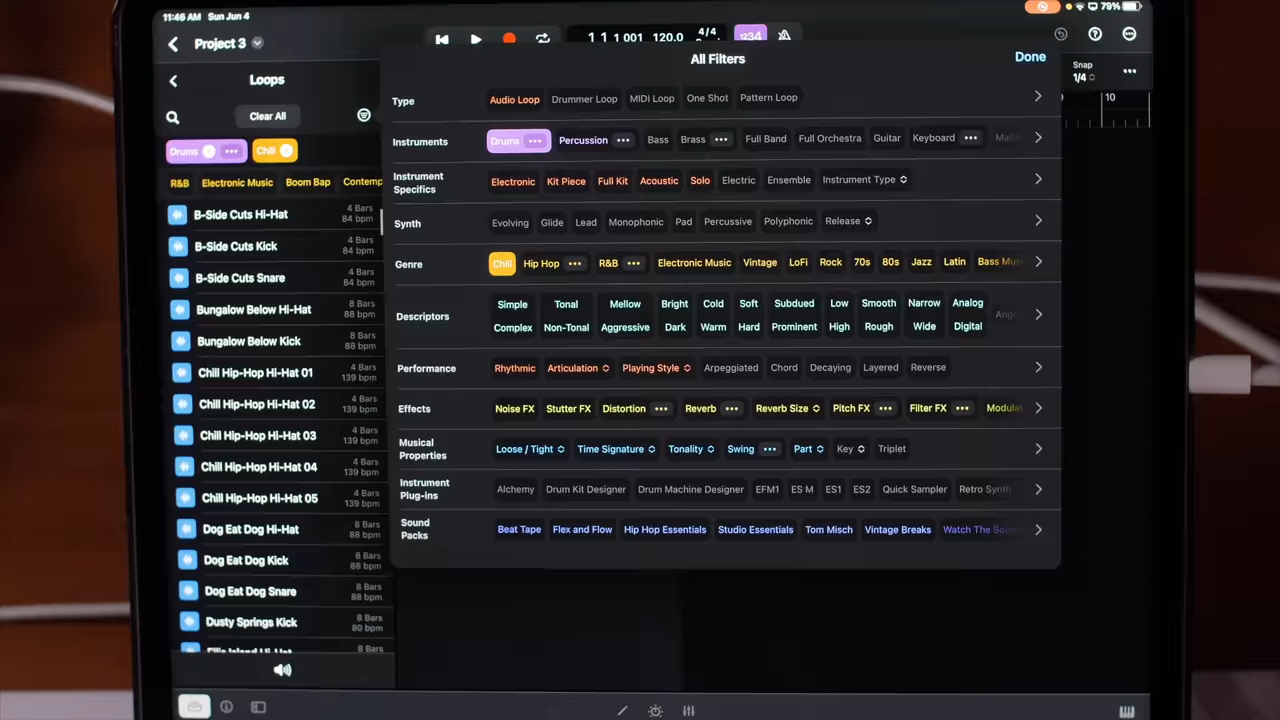 11:46 AM Sun Jun 4
79%
Project 3
1 1 1 001 120.0 4/4 1234
Loops
Clear All
Drums ••• Chill
R&B Electronic Music Boom Bap Contemp
B-Side Cuts Hi-Hat 4 Bars 84 bpm
B-Side Cuts Kick 4 Bars 84 bpm
B-Side Cuts Snare 4 Bars 84 bpm
Bungalow Below Hi-Hat 8 Bars 88 bpm
Bungalow Below Kick 8 Bars 88 bpm
Chill Hip-Hop Hi-Hat 01 4 Bars 139 bpm
Chill Hip-Hop Hi-Hat 02 4 Bars 139 bpm
Chill Hip-Hop Hi-Hat 03 4 Bars 139 bpm
Chill Hip-Hop Hi-Hat 04 4 Bars 139 bpm
Chill Hip-Hop Hi-Hat 05 4 Bars 139 bpm
Dog Eat Dog Hi-Hat 8 Bars 88 bpm
Dog Eat Dog Kick 8 Bars 88 bpm
Dog Eat Dog Snare 8 Bars 88 bpm
Dusty Springs Kick 8 Bars 80 bpm
8 Bars
All Filters
Done
Type Audio Loop Drummer Loop MIDI Loop One Shot Pattern Loop
Instruments Drums ••• Percussion ••• Bass Brass ••• Full Band Full Orchestra Guitar Keyboard •••
Instrument Specifics Electronic Kit Piece Full Kit Acoustic Solo Electric Ensemble Instrument Type
Synth Evolving Glide Lead Monophonic Pad Percussive Polyphonic Release
Genre Chill Hip Hop ••• R&B ••• Electronic Music Vintage LoFi Rock 70s 80s Jazz Latin Bass Mus
Descriptors
Simple Tonal Mellow Bright Cold Soft Subdued Low Smooth Narrow Analog
Complex Non-Tonal Aggressive Dark Warm Hard Prominent High Rough Wide Digital
Performance Rhythmic Articulation Playing Style Arpeggiated Chord Decaying Layered Reverse
Effects Noise FX Stutter FX Distortion ••• Reverb ••• Reverb Size Pitch FX ••• Filter FX ••• Modulat
Musical Properties Loose / Tight Time Signature Tonality Swing ••• Part Key Triplet
Instrument Plug-ins Alchemy Drum Kit Designer Drum Machine Designer EFM1 ES M ES1 ES2 Quick Sampler Retro Synth
Sound Packs Beat Tape Flex and Flow Hip Hop Essentials Studio Essentials Tom Misch Vintage Breaks Watch The
Snap
1/4
10